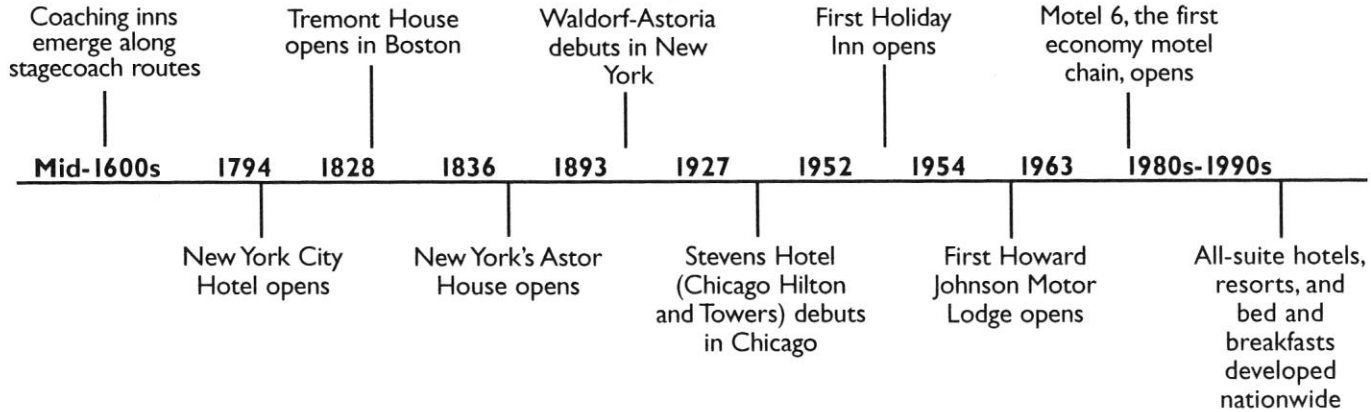 Coaching inns
emerge along
stagecoach routes
Tremont House
opens in Boston
Waldorf-Astoria
debuts in New
York
First Holiday
Inn opens
Motel 6, the first
economy motel
chain, opens
Mid-1600s 1794 1828 1836 1893 1927 1952 1954 1963 1980s-1990s
New York City
Hotel opens
New York's Astor
House opens
Stevens Hotel
(Chicago Hilton
and Towers) debuts
in Chicago
First Howard
Johnson Motor
Lodge opens
All-suite hotels,
resorts, and
bed and
breakfasts
developed
nationwide